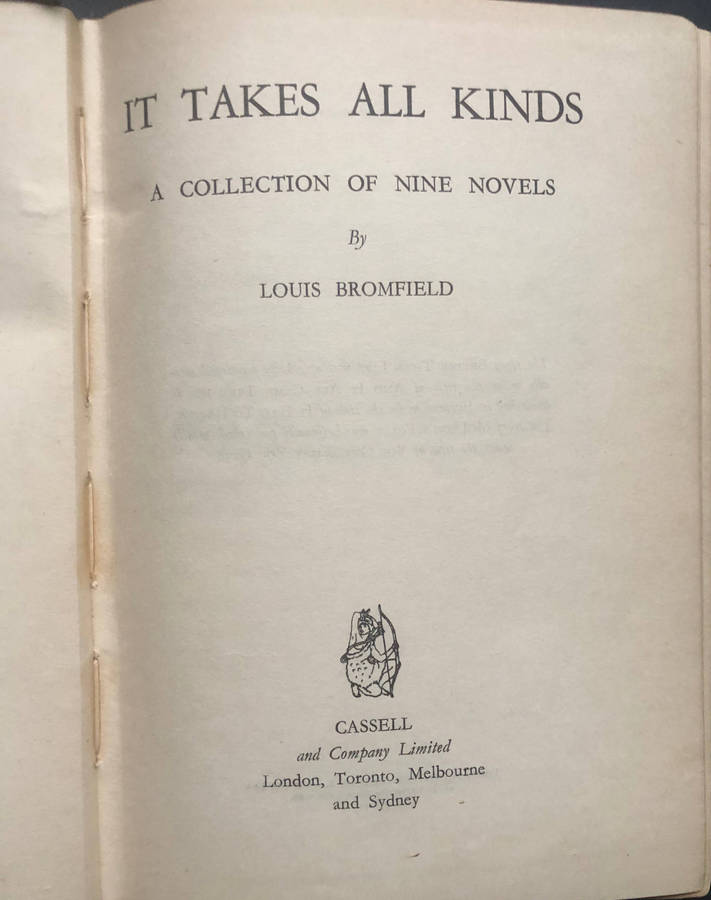 IT TAKES ALL KINDS
A COLLECTION OF NINE NOVELS
By
LOUIS BROMFIELD
CASSELL
and Company Limited
London, Toronto, Melbourne
and Sydney